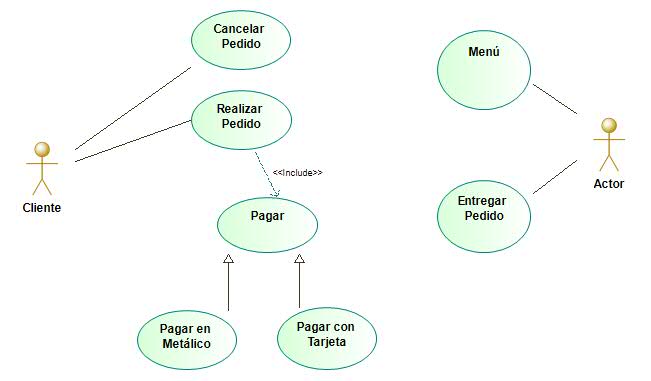 Cancelar
Pedido
Menú
Realizar
Pedido
<<Include>>
Cliente
Actor
Entregar
Pedido
Pagar
Pagar en
Metálico
Pagar con
Tarjeta